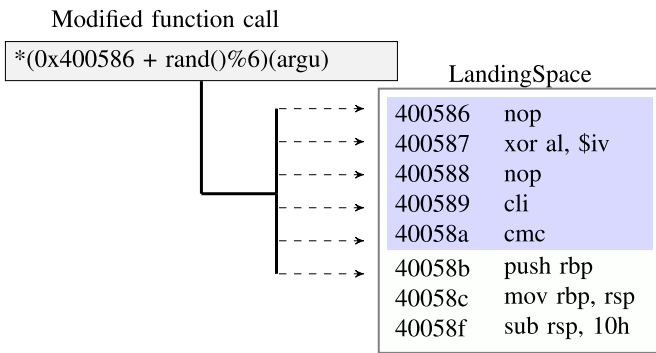 Modified function call
*(0x400586 + rand()%6)(argu)
LandingSpace
400586 nop
400587 xor al, $iv
400588 nop
400589 cli
40058a cmc
40058b push rbp
40058c mov rbp, rsp
40058f sub rsp, 10h